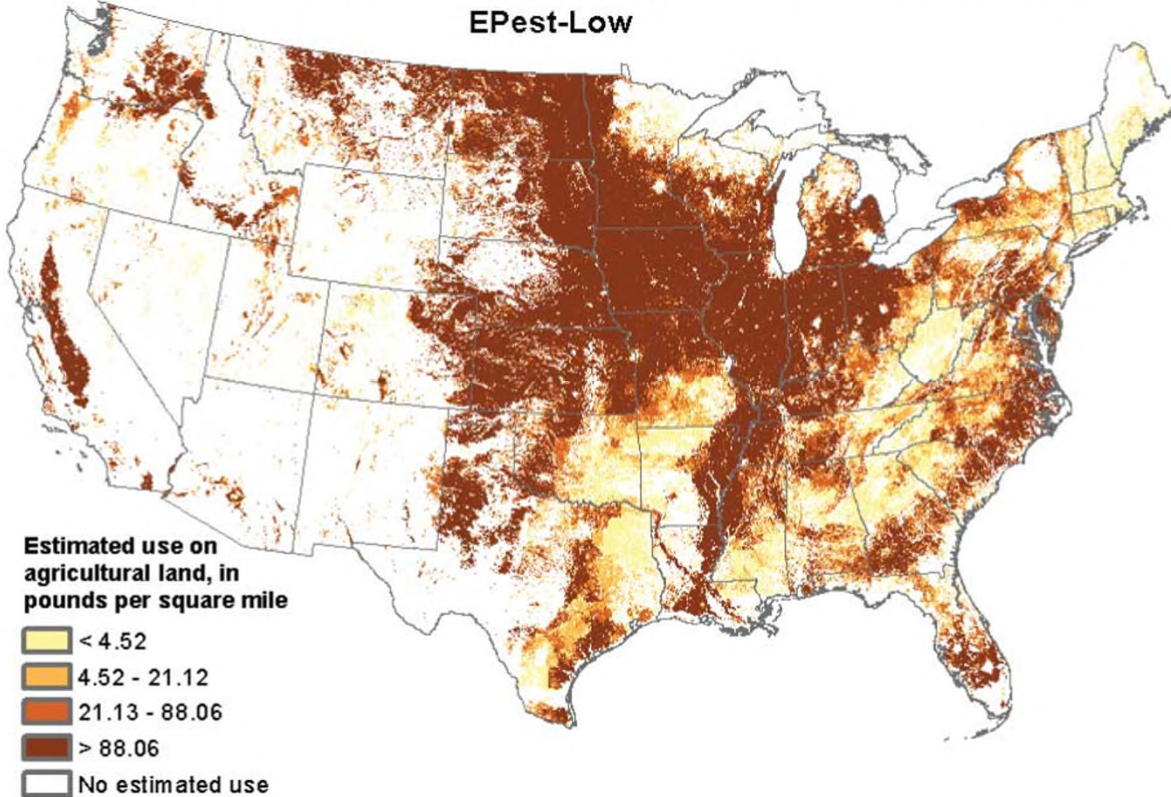 EPest-Low
Estimated use on
agricultural land, in
pounds per square mile
< 4.52
4.52 - 21.12
21.13 - 88.06
> 88.06
No estimated use